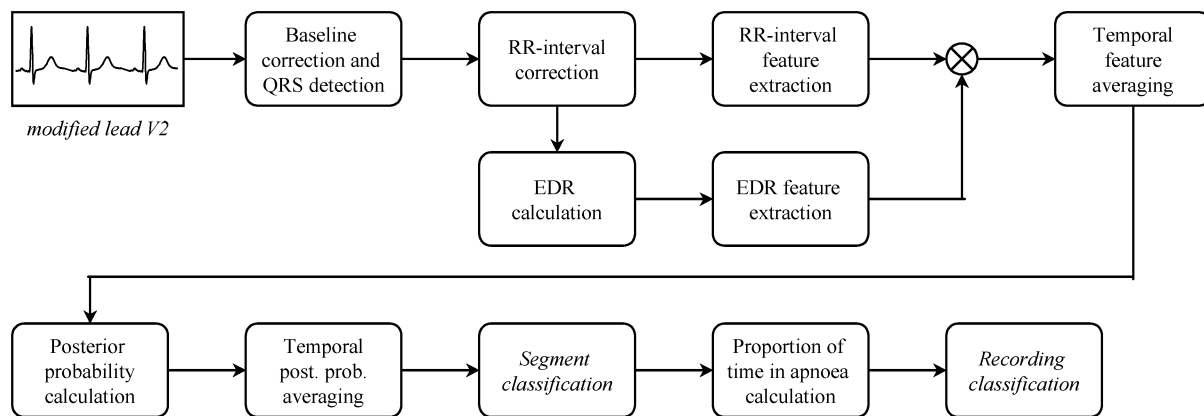 Baseline
correction and
QRS detection
RR-interval
correction
RR-interval
feature
extraction
Temporal
feature
averaging
modified lead V2
EDR
calculation
EDR feature
extraction
Posterior
probability
calculation
Temporal
post. prob.
averaging
Segment
classification
Proportion of
time in apnoea
calculation
Recording
classification